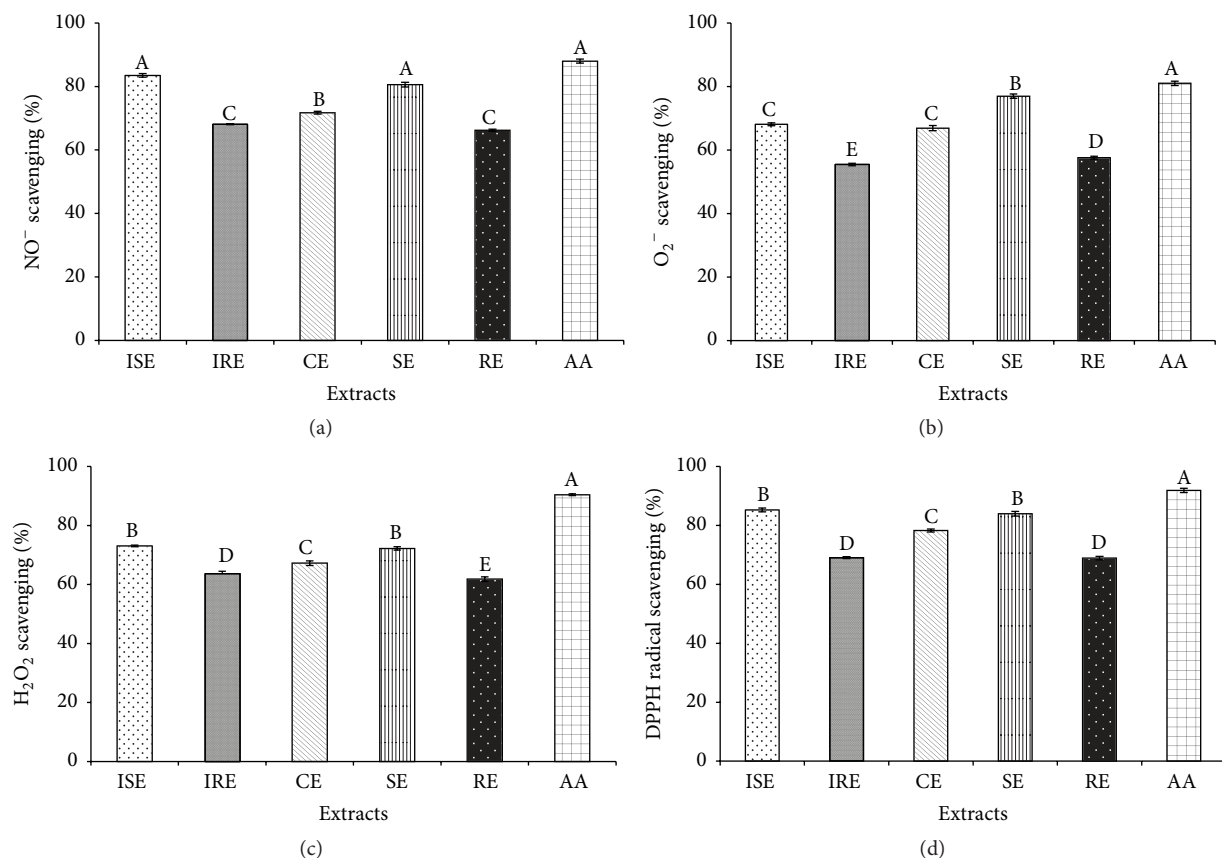 100
80
60
40
20
0
NO⁻ scavenging (%)
A
C
B
A
C
A
ISE IRE CE SE RE AA
Extracts
(a)
100
80
60
40
20
0
O₂⁻ scavenging (%)
C
E
C
B
D
A
ISE IRE CE SE RE AA
Extracts
(b)
100
80
60
40
20
0
H₂O₂ scavenging (%)
B
D
C
B
E
A
ISE IRE CE SE RE AA
Extracts
(c)
100
80
60
40
20
0
DPPH radical scavenging (%)
B
D
C
B
D
A
ISE IRE CE SE RE AA
Extracts
(d)